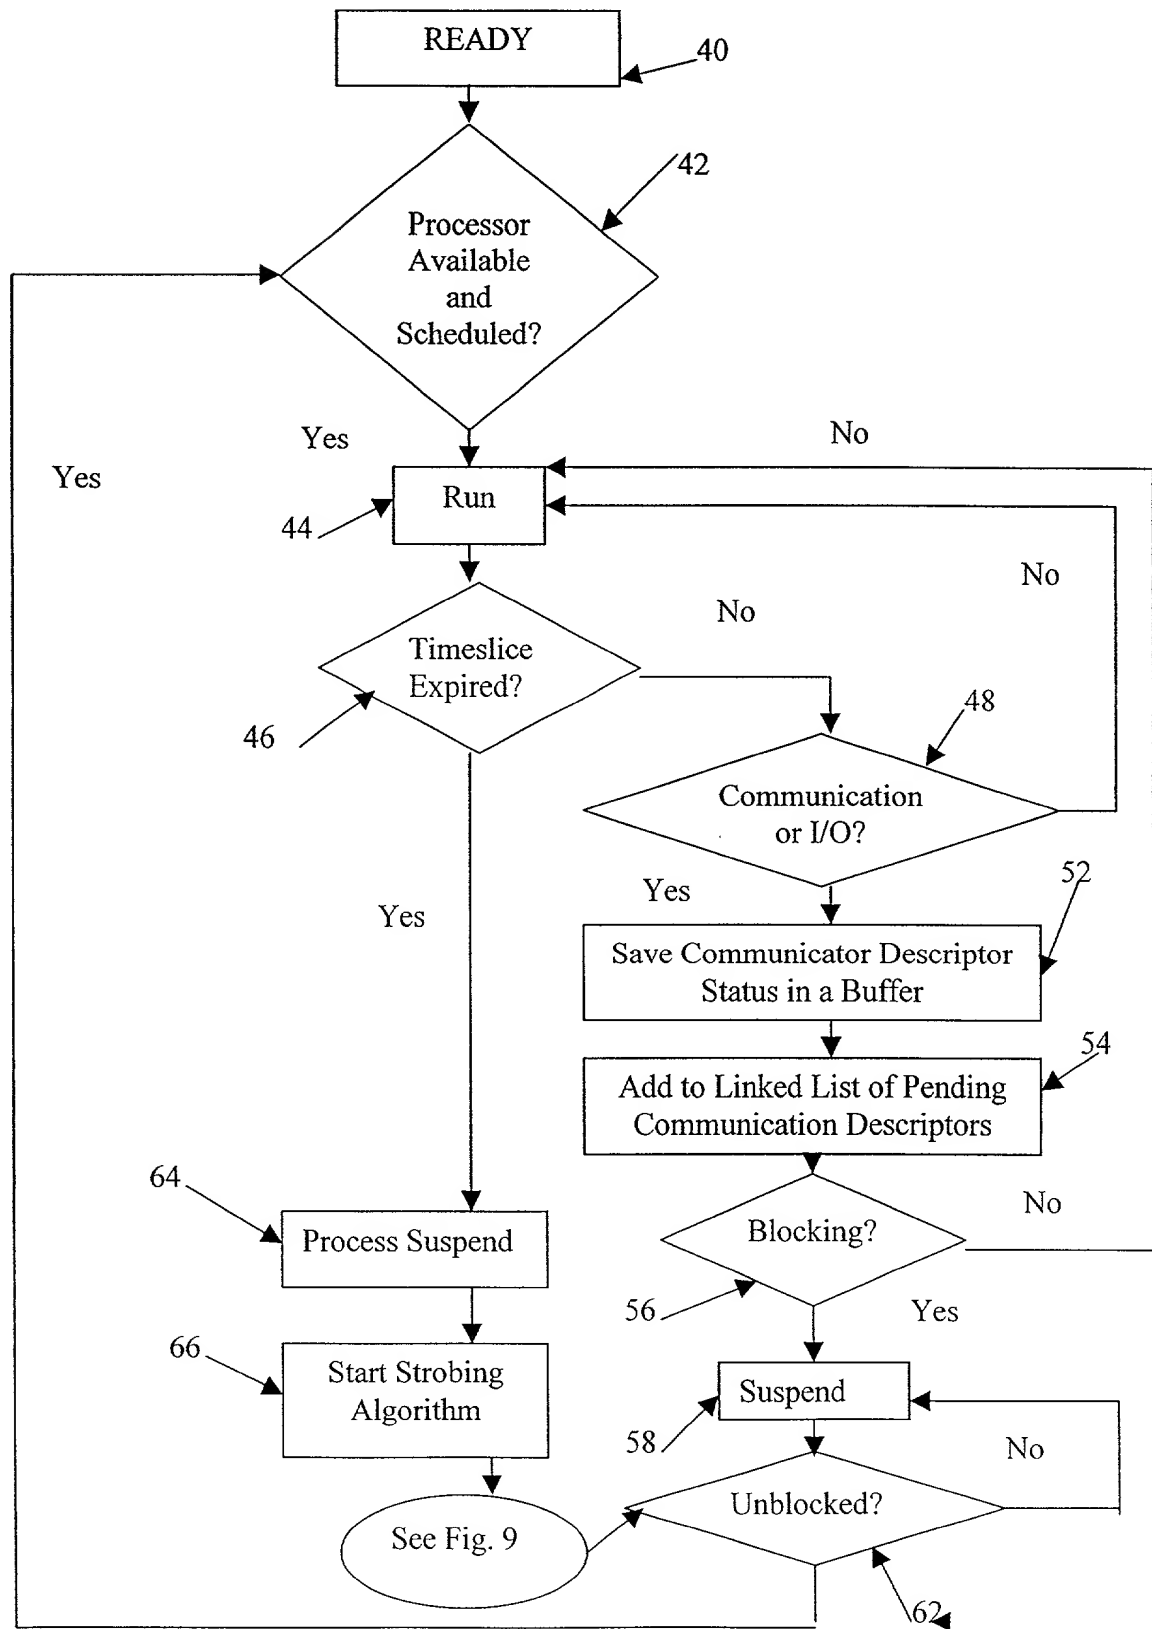 READY
40
42
Processor
Available
and
Scheduled?
Yes
No
Yes
Run
44
No
No
Timeslice
Expired?
46
48
Communication
or I/O?
Yes
52
Yes
Save Communicator Descriptor
Status in a Buffer
54
Add to Linked List of Pending
Communication Descriptors
64
No
Process Suspend
Blocking?
56
Yes
66
Start Strobing
Algorithm
Suspend
58
No
Unblocked?
See Fig. 9
62